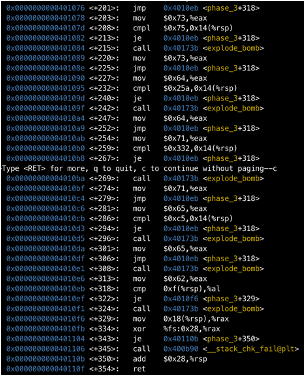 0x0000000000401076 <+201>: jmp 0x4010eb <phase_3+318>
0x0000000000401078 <+203>: mov $0x73,%eax
0x000000000040107d <+208>: cmpl $0x75,0x14(%rsp)
0x0000000000401082 <+213>: je 0x4010eb <phase_3+318>
0x0000000000401084 <+215>: call 0x40173b <explode_bomb>
0x0000000000401089 <+220>: mov $0x73,%eax
0x000000000040108e <+225>: jmp 0x4010eb <phase_3+318>
0x0000000000401090 <+227>: mov $0x64,%eax
0x0000000000401095 <+232>: cmpl $0x25a,0x14(%rsp)
0x000000000040109d <+240>: je 0x4010eb <phase_3+318>
0x000000000040109f <+242>: call 0x40173b <explode_bomb>
0x00000000004010a4 <+247>: mov $0x64,%eax
0x00000000004010a9 <+252>: jmp 0x4010eb <phase_3+318>
0x00000000004010ab <+254>: mov $0x71,%eax
0x00000000004010b0 <+259>: cmpl $0x332,0x14(%rsp)
0x00000000004010b8 <+267>: je 0x4010eb <phase_3+318>
Type <RET> for more, q to quit, c to continue without paging--c
0x00000000004010ba <+269>: call 0x40173b <explode_bomb>
0x00000000004010bf <+274>: mov $0x71,%eax
0x00000000004010c4 <+279>: jmp 0x4010eb <phase_3+318>
0x00000000004010c6 <+281>: mov $0x65,%eax
0x00000000004010cb <+286>: cmpl $0xc5,0x14(%rsp)
0x00000000004010d3 <+294>: je 0x4010eb <phase_3+318>
0x00000000004010d5 <+296>: call 0x40173b <explode_bomb>
0x00000000004010da <+301>: mov $0x65,%eax
0x00000000004010df <+306>: jmp 0x4010eb <phase_3+318>
0x00000000004010e1 <+308>: call 0x40173b <explode_bomb>
0x00000000004010e6 <+313>: mov $0x62,%eax
0x00000000004010eb <+318>: cmp 0xf(%rsp),%al
0x00000000004010ef <+322>: je 0x4010f6 <phase_3+329>
0x00000000004010f1 <+324>: call 0x40173b <explode_bomb>
0x00000000004010f6 <+329>: mov 0x18(%rsp),%rax
0x00000000004010fb <+334>: xor %fs:0x28,%rax
0x0000000000401104 <+343>: je 0x40110b <phase_3+350>
0x0000000000401106 <+345>: call 0x400b90 <__stack_chk_fail@plt>
0x000000000040110b <+350>: add $0x28,%rsp
0x000000000040110f <+354>: ret